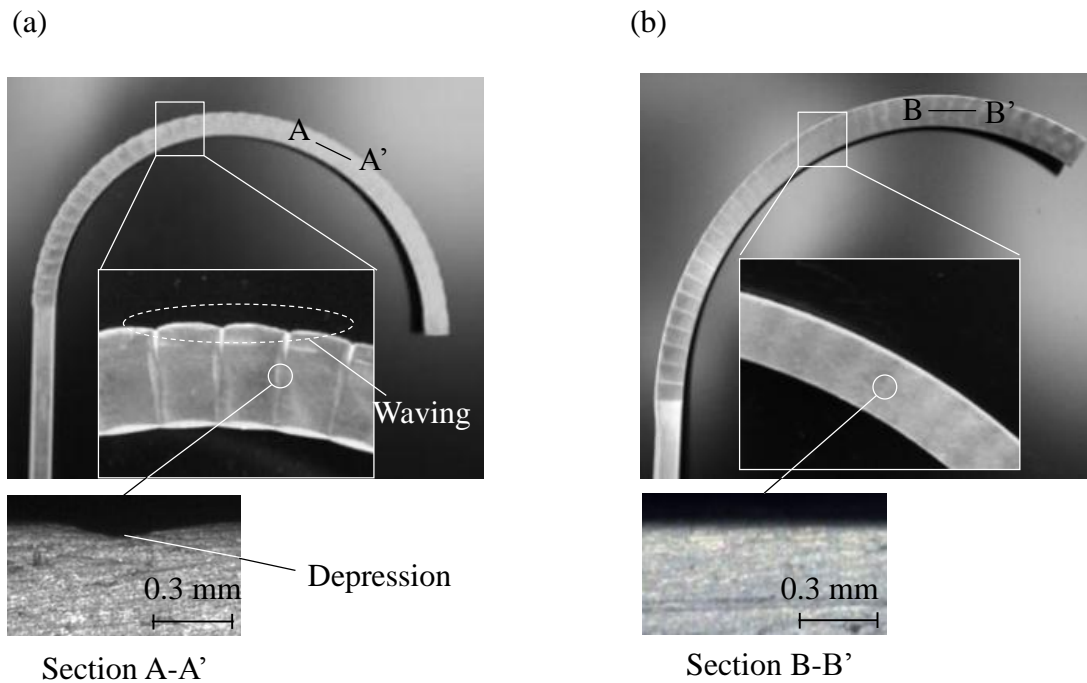 (a)
(b)
A
A’
B
B’
Waving
Depression
0.3 mm
0.3 mm
Section A-A’
Section B-B’